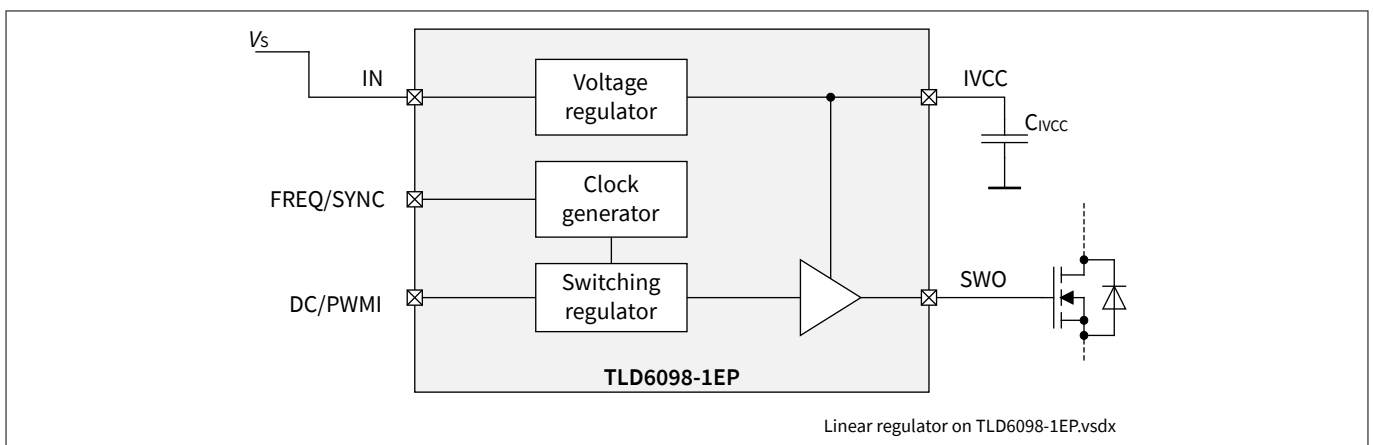 VS
IN
Voltage
regulator
IVCC
CIVCC
FREQ/SYNC
Clock
generator
DC/PWMI
Switching
regulator
SWO
TLD6098-1EP
Linear regulator on TLD6098-1EP.vsdx